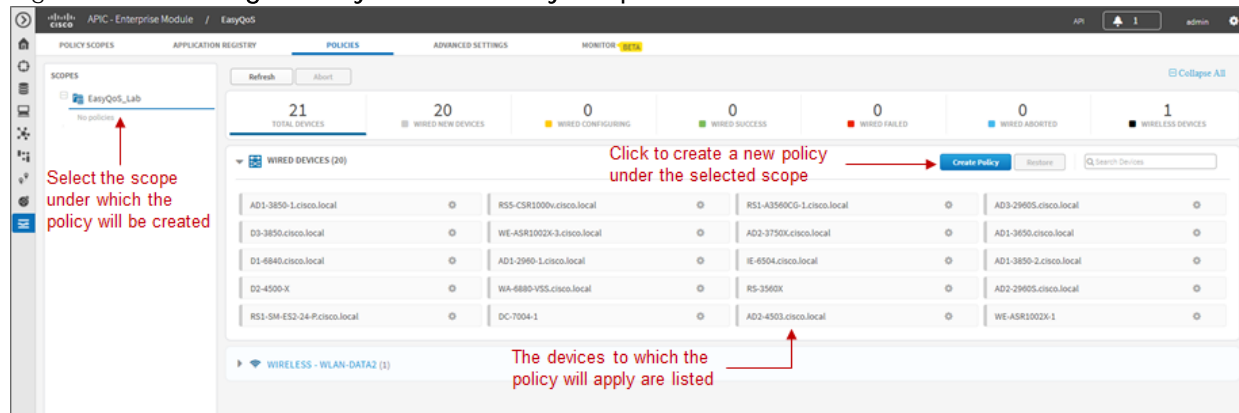 cisco APIC - Enterprise Module / EasyQoS API 1 admin
POLICY SCOPES APPLICATION REGISTRY POLICIES ADVANCED SETTINGS MONITOR BETA
SCOPES
EasyQoS_Lab
No policies
Select the scope
under which the
policy will be created
Refresh Abort Collapse All
21 20 0 0 0 0 1
TOTAL DEVICES WIRED NEW DEVICES WIRED CONFIGURING WIRED SUCCESS WIRED FAILED WIRED ABORTED WIRELESS DEVICES
WIRED DEVICES (20)
Click to create a new policy
under the selected scope
Create Policy Restore Search Devices
AD1-3850-1.cisco.local RS5-CSR1000v.cisco.local RS1-A3560CG-1.cisco.local AD3-2960S.cisco.local
D3-3850.cisco.local WE-ASR1002X-3.cisco.local AD2-3750X.cisco.local AD1-3650.cisco.local
D1-6840.cisco.local AD1-2960-1.cisco.local IE-6504.cisco.local AD1-3850-2.cisco.local
D2-4500-X WA-6880-VSS.cisco.local RS-3560X AD2-2960S.cisco.local
RS1-SM-ES2-24-P.cisco.local DC-7004-1 AD2-4503.cisco.local WE-ASR1002X-1
WIRELESS - WLAN-DATA2 (1)
The devices to which the
policy will apply are listed